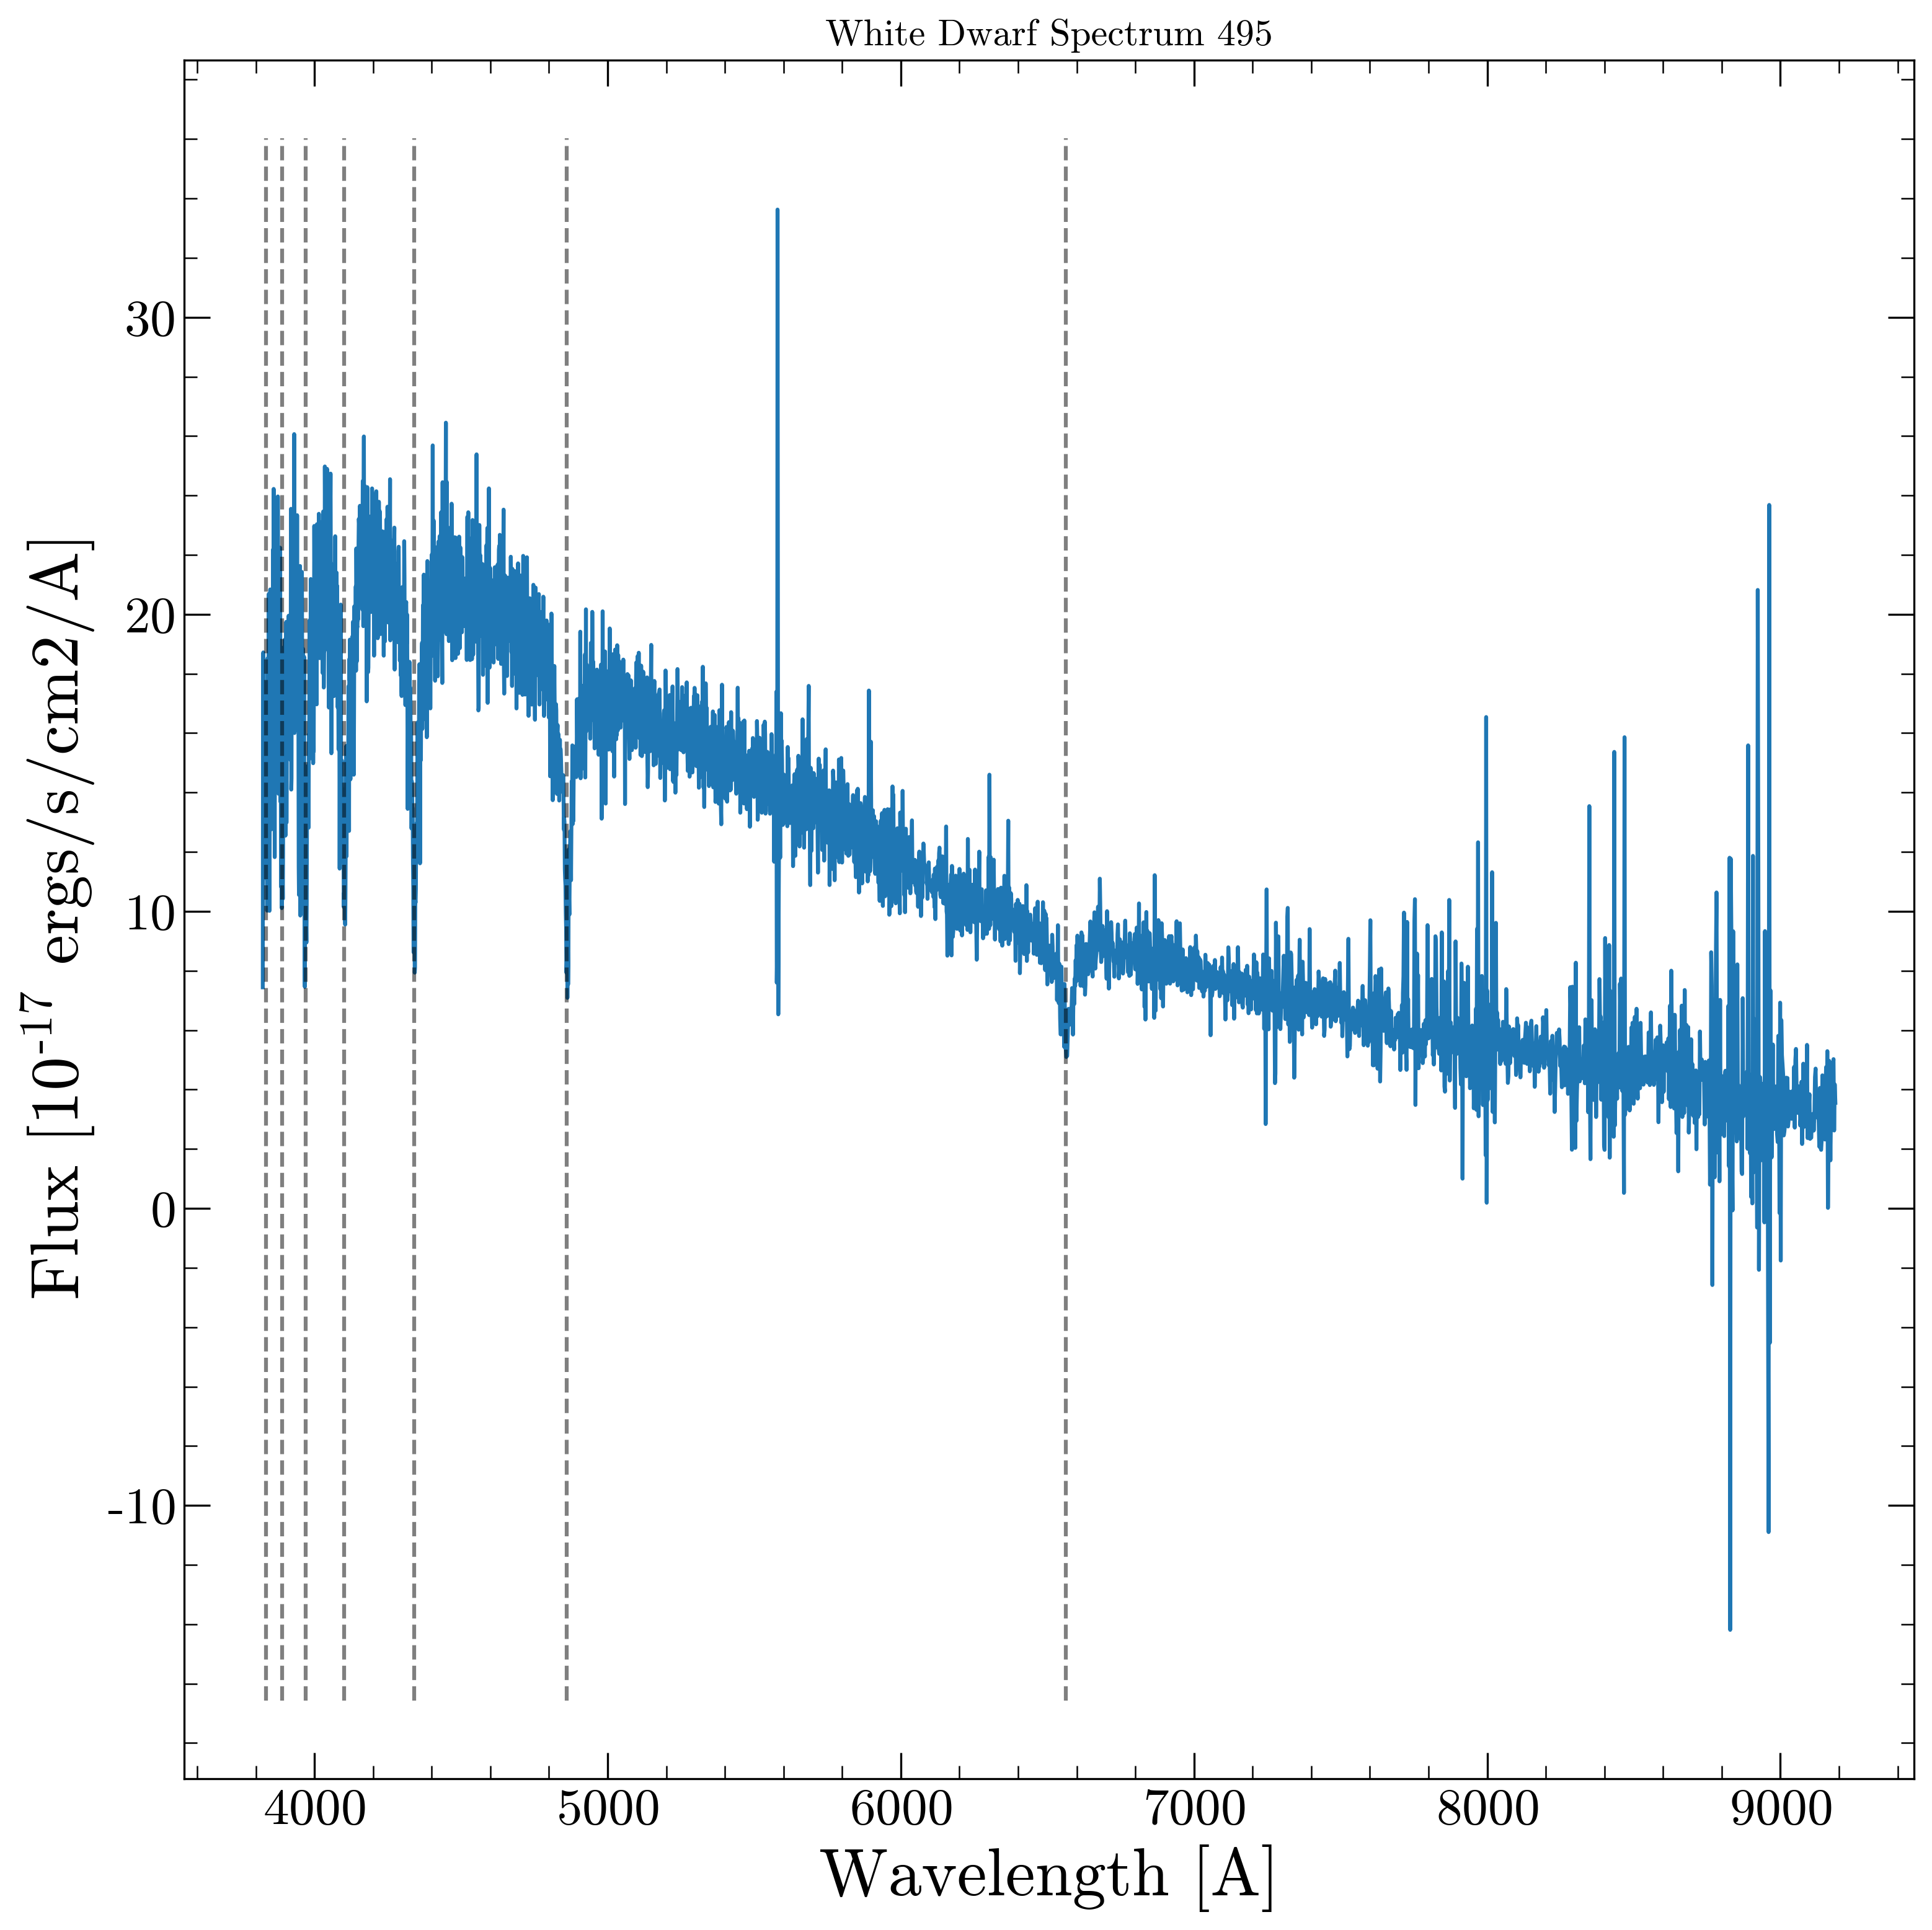 White Dwarf Spectrum 495
Flux [10-17 ergs/s/cm2/A]
30
20
10
0
-10
4000 5000 6000 7000 8000 9000
Wavelength [A]